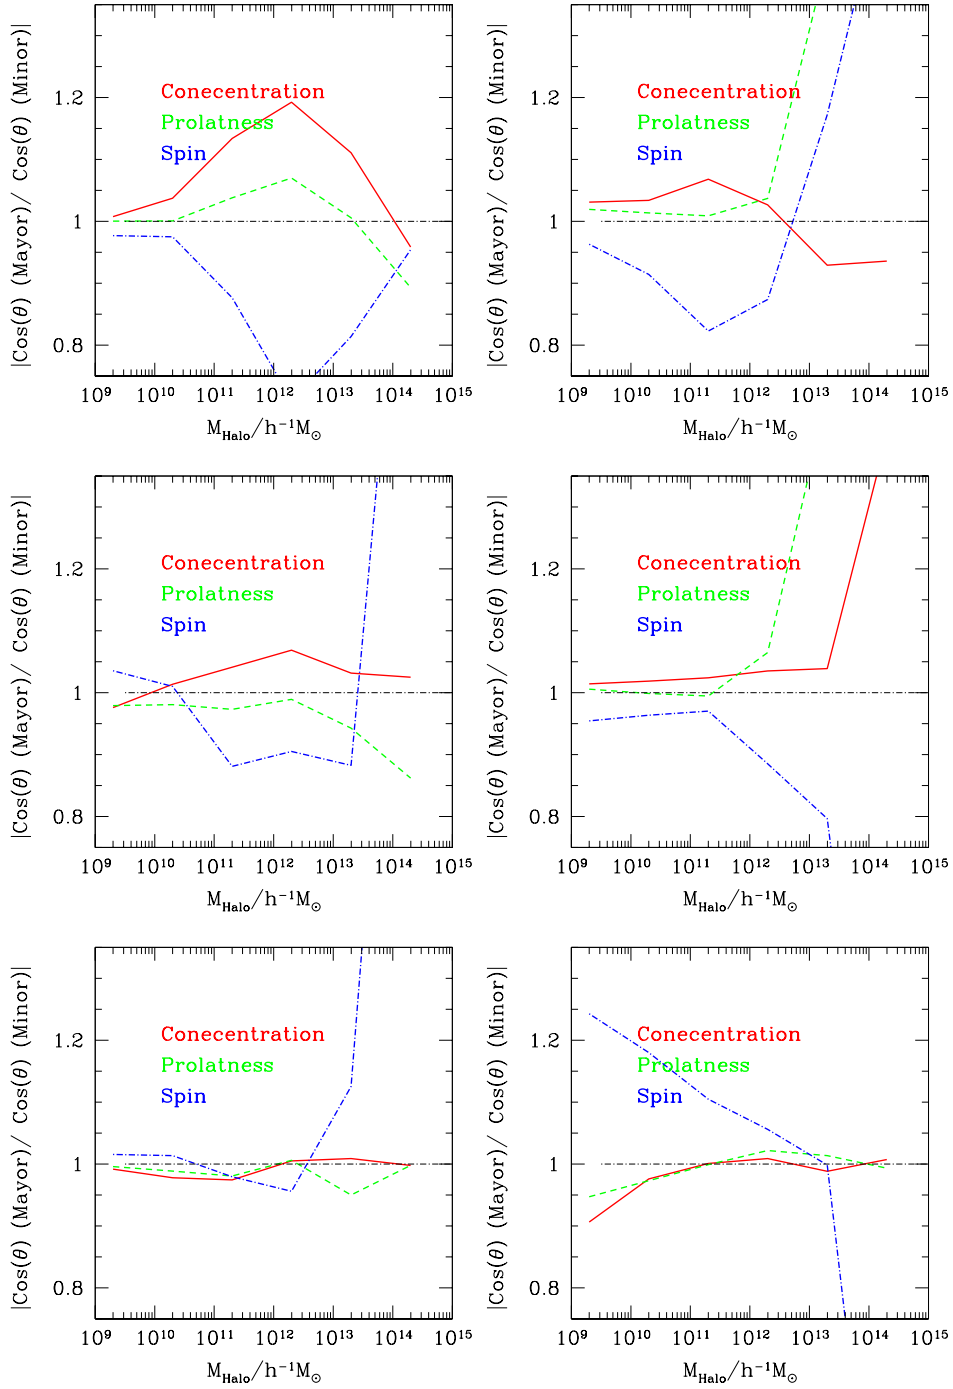 |Cos(θ) (Mayor)/ Cos(θ) (Minor)|
1.2
1
0.8
Conecentration
Prolatness
Spin
10⁹ 10¹⁰ 10¹¹ 10¹² 10¹³ 10¹⁴ 10¹⁵
M_Halo/h⁻¹M_⊙
|Cos(θ) (Mayor)/ Cos(θ) (Minor)|
1.2
1
0.8
Conecentration
Prolatness
Spin
10⁹ 10¹⁰ 10¹¹ 10¹² 10¹³ 10¹⁴ 10¹⁵
M_Halo/h⁻¹M_⊙
|Cos(θ) (Mayor)/ Cos(θ) (Minor)|
1.2
1
0.8
Conecentration
Prolatness
Spin
10⁹ 10¹⁰ 10¹¹ 10¹² 10¹³ 10¹⁴ 10¹⁵
M_Halo/h⁻¹M_⊙
|Cos(θ) (Mayor)/ Cos(θ) (Minor)|
1.2
1
0.8
Conecentration
Prolatness
Spin
10⁹ 10¹⁰ 10¹¹ 10¹² 10¹³ 10¹⁴ 10¹⁵
M_Halo/h⁻¹M_⊙
|Cos(θ) (Mayor)/ Cos(θ) (Minor)|
1.2
1
0.8
Conecentration
Prolatness
Spin
10⁹ 10¹⁰ 10¹¹ 10¹² 10¹³ 10¹⁴ 10¹⁵
M_Halo/h⁻¹M_⊙
|Cos(θ) (Mayor)/ Cos(θ) (Minor)|
1.2
1
0.8
Conecentration
Prolatness
Spin
10⁹ 10¹⁰ 10¹¹ 10¹² 10¹³ 10¹⁴ 10¹⁵
M_Halo/h⁻¹M_⊙